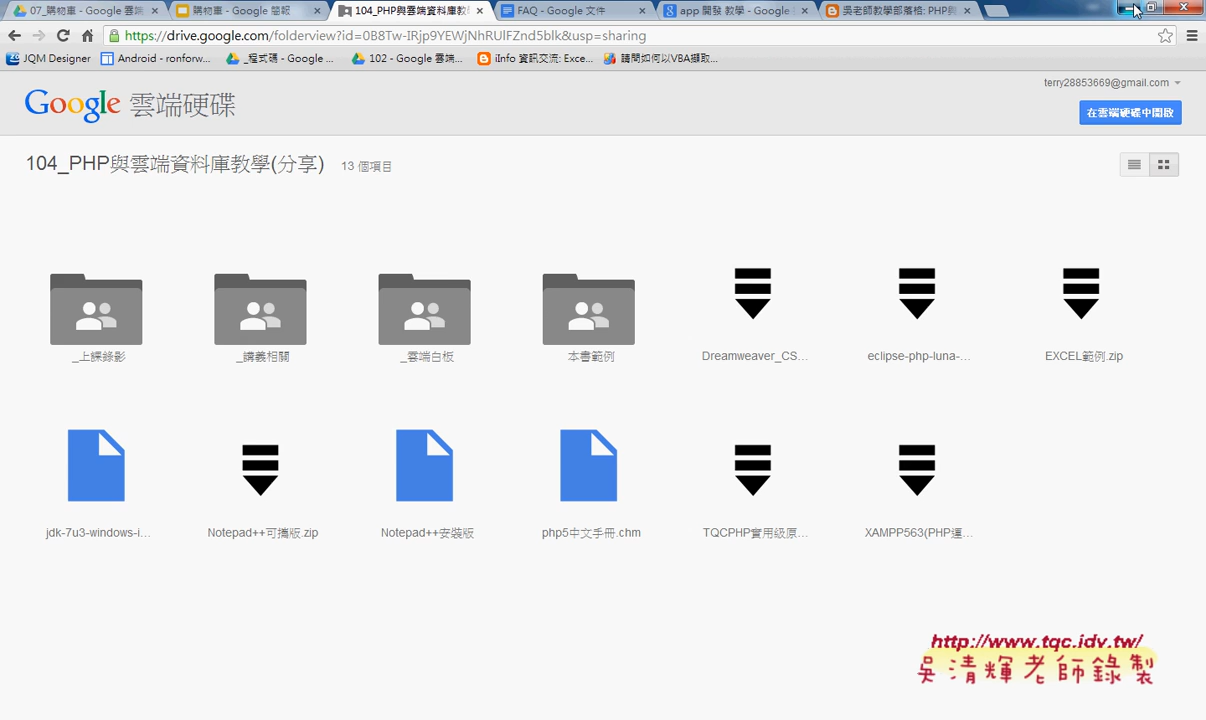 07_購物車 - Google 雲端
購物車 - Google 簡報
104_PHP與雲端資料庫教
FAQ - Google 文件
app 開發 教學 - Google
吳老師教學部落格: PHP與
https://drive.google.com/folderview?id=0B8Tw-IRjp9YEWjNhRUlFZnd5blk&usp=sharing
JQM Designer
Android - ronforw...
_程式碼 - Google ...
102 - Google 雲端...
iInfo 資訊交流: Exce...
請問如何以VBA擷取...
terry28853669@gmail.com
Google 雲端硬碟
在雲端硬碟中開啟
104_PHP與雲端資料庫教學(分享) 13 個項目
_上課錄影
_講義相關
_雲端白板
本書範例
Dreamweaver_CS...
eclipse-php-luna-...
EXCEL範例.zip
jdk-7u3-windows-i...
Notepad++可攜版.zip
Notepad++安裝版
php5中文手冊.chm
TQCPHP實用級原...
XAMPP563(PHP運...
http://www.tqc.idv.tw/
吳清輝老師錄製